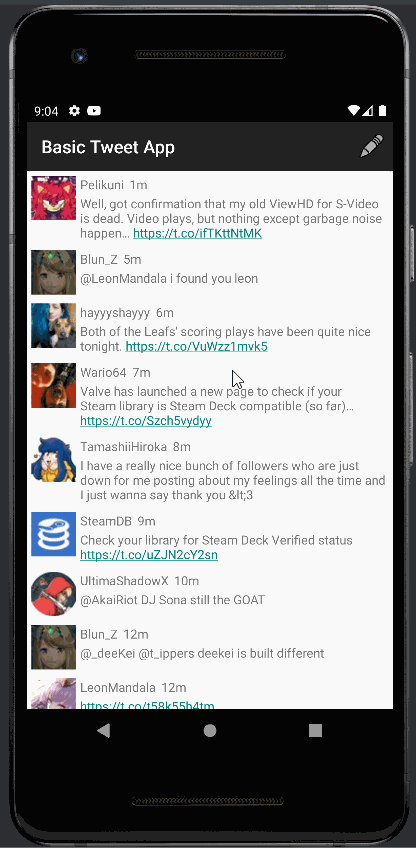 9:04
Basic Tweet App
Pelikuni 1m
Well, got confirmation that my old ViewHD for S-Video
is dead. Video plays, but nothing except garbage noise
happen… https://t.co/ifTKttNtMK
Blun_Z 5m
@LeonMandala i found you leon
hayyyshayyy 6m
Both of the Leafs' scoring plays have been quite nice
tonight. https://t.co/VuWzz1mvk5
Wario64 7m
Valve has launched a new page to check if your
Steam library is Steam Deck compatible (so far)…
https://t.co/Szch5vydyy
TamashiiHiroka 8m
I have a really nice bunch of followers who are just
down for me posting about my feelings all the time and
I just wanna say thank you &lt;3
SteamDB 9m
Check your library for Steam Deck Verified status
https://t.co/uZJN2cY2sn
UltimaShadowX 10m
@AkaiRiot DJ Sona still the GOAT
Blun_Z 12m
@_deeKei @t_ippers deekei is built different
LeonMandala 12m
https://t.co/t58k55h4tm